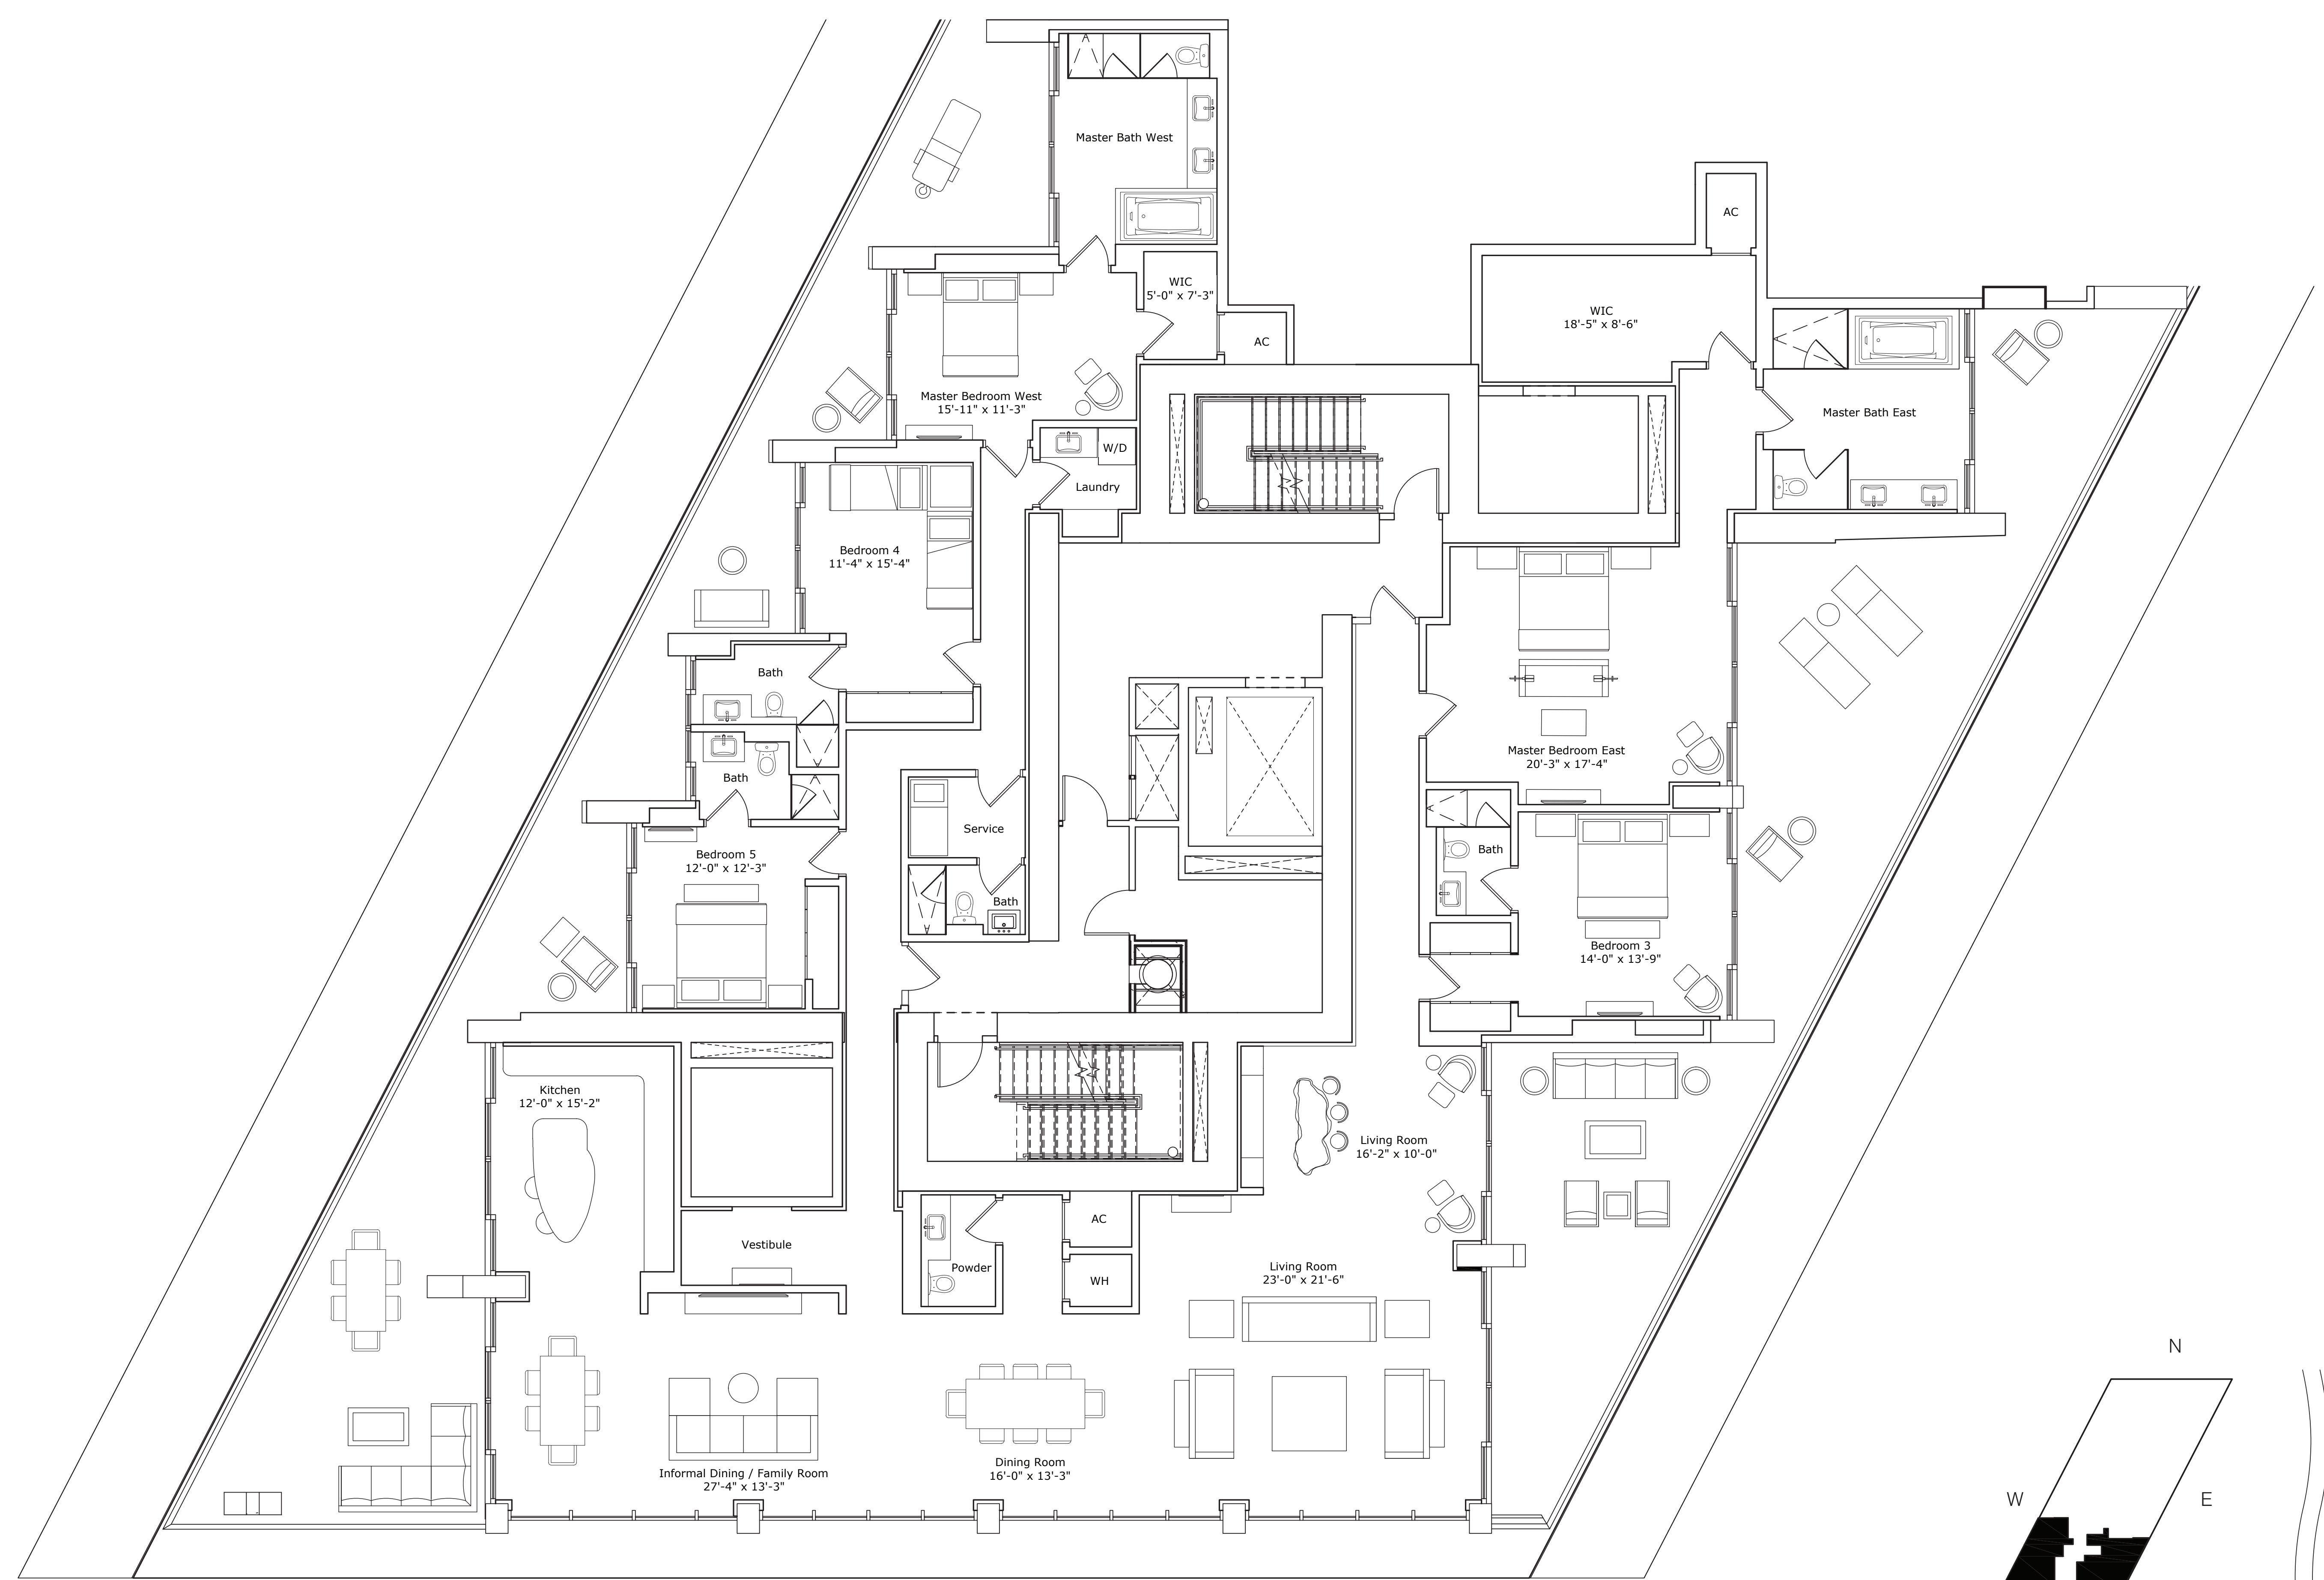 Master Bath West
AC
WIC
5'-0" x 7'-3"
WIC
18'-5" x 8'-6"
AC
Master Bedroom West
15'-11" x 11'-3"
Master Bath East
W/D
Laundry
Bedroom 4
11'-4" x 15'-4"
Bath
Master Bedroom East
20'-3" x 17'-4"
Bath
Service
Bedroom 5
12'-0" x 12'-3"
Bath
Bath
Bedroom 3
14'-0" x 13'-9"
Kitchen
12'-0" x 15'-2"
Living Room
16'-2" x 10'-0"
AC
Vestibule
Powder
Living Room
23'-0" x 21'-6"
WH
N
Dining Room
16'-0" x 13'-3"
Informal Dining / Family Room
27'-4" x 13'-3"
W
E